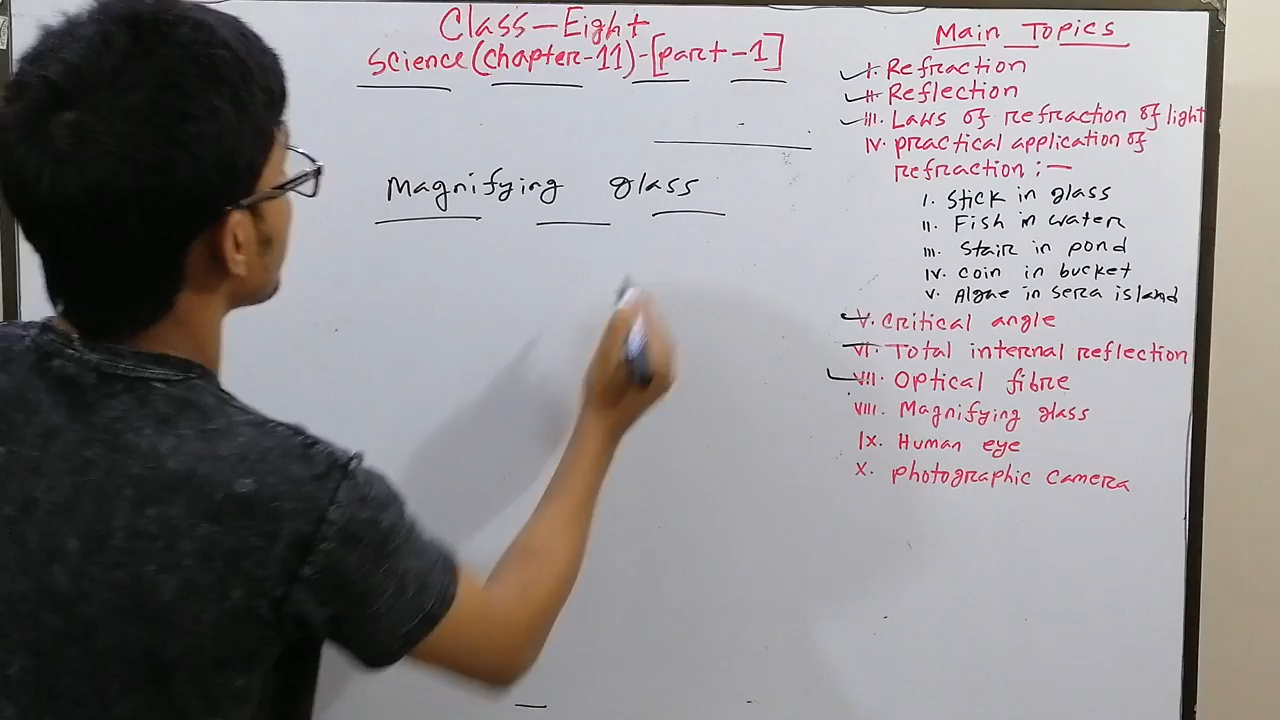 Class-Eight
Science(chapter-11)-[part-1]
Magnifying glass
Main Topics
I. Refraction
II. Reflection
III. Laws of refraction of light
IV. practical application of
refraction:-
I. Stick in glass
II. Fish in water
III. Stair in pond
IV. coin in bucket
V. Algae in Sera island
V. Critical angle
VI. Total internal reflection
VII. Optical fibre
VIII. Magnifying glass
IX. Human eye
X. photographic camera